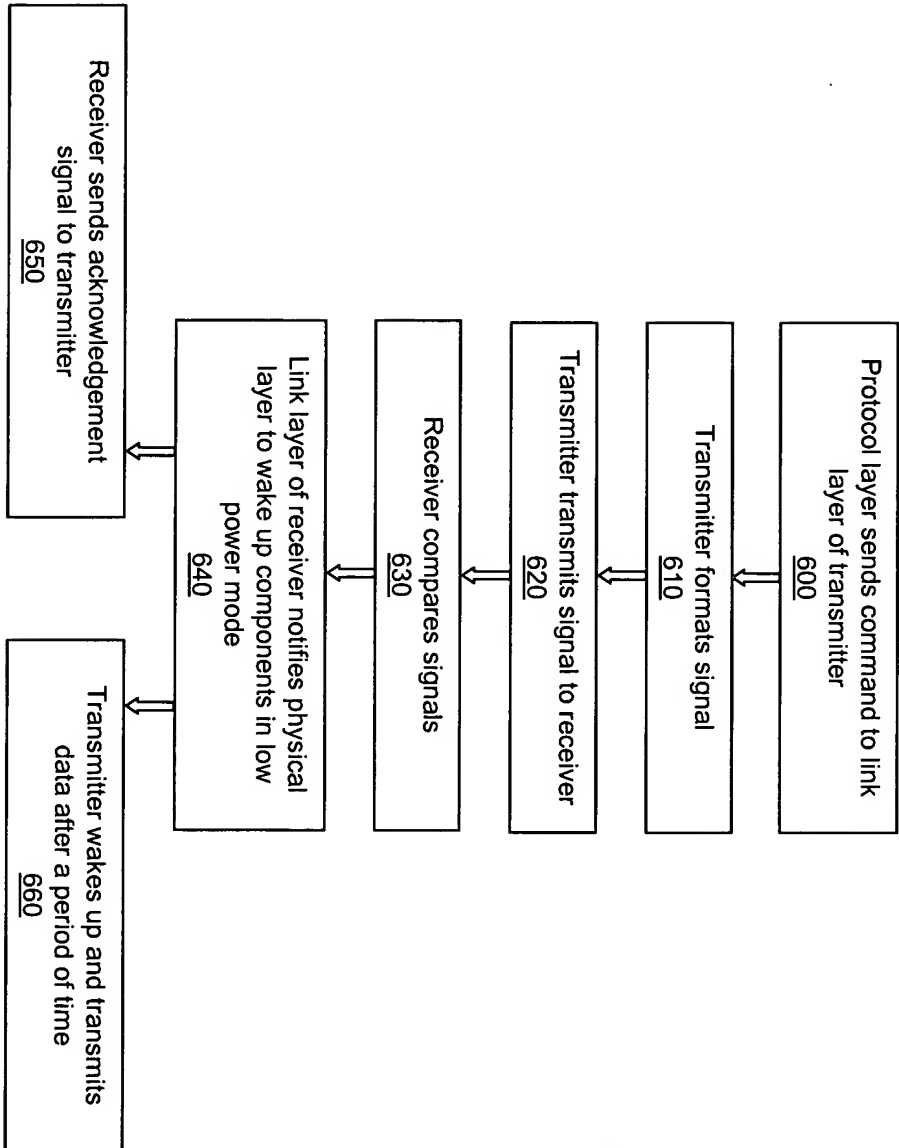 Protocol layer sends command to link
layer of transmitter
600
Transmitter formats signal
610
Transmitter transmits signal to receiver
620
Receiver compares signals
630
Link layer of receiver notifies physical
layer to wake up components in low
power mode
640
Receiver sends acknowledgement
signal to transmitter
650
Transmitter wakes up and transmits
data after a period of time
660